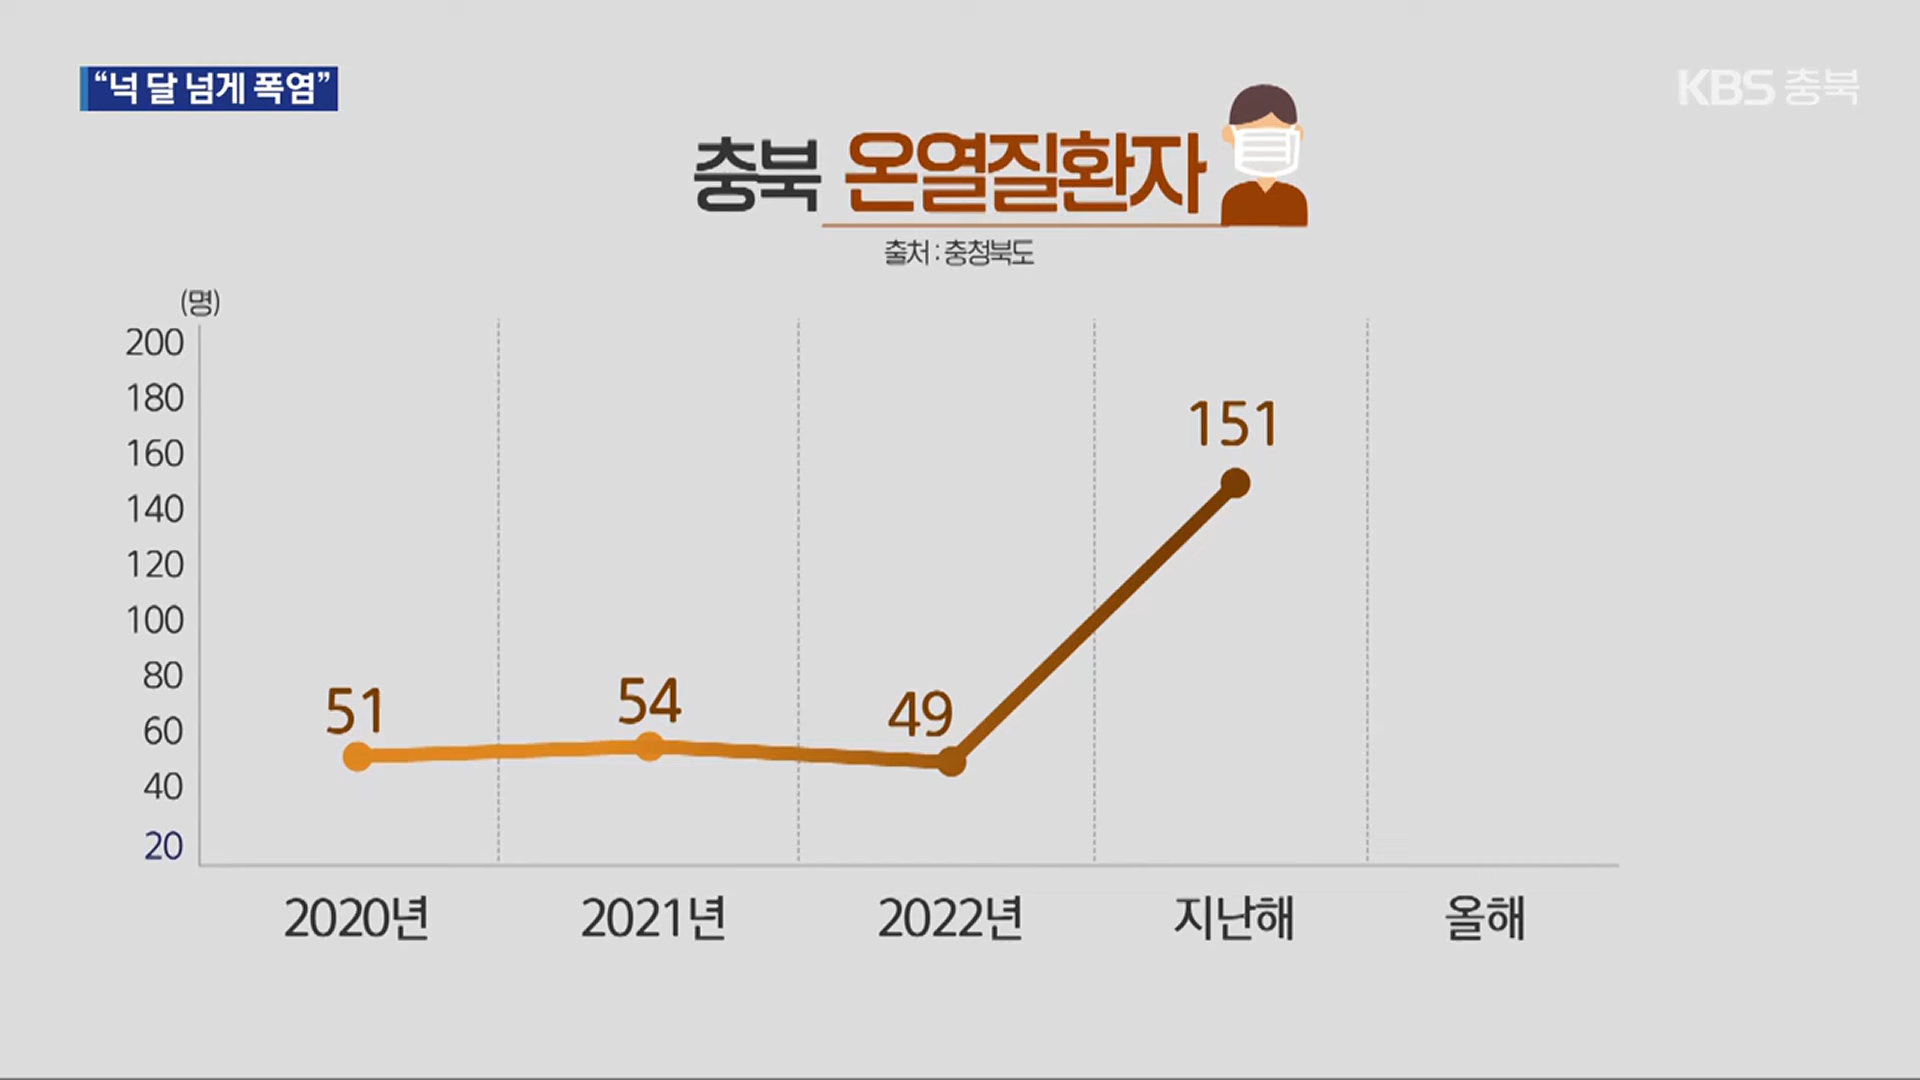 “넉 달 넘게 폭염”
KBS 충북
충북 온열질환자
출처 : 충청북도
(명)
200
180
160
140
120
100
80
60
40
20
51
54
49
151
2020년
2021년
2022년
지난해
올해